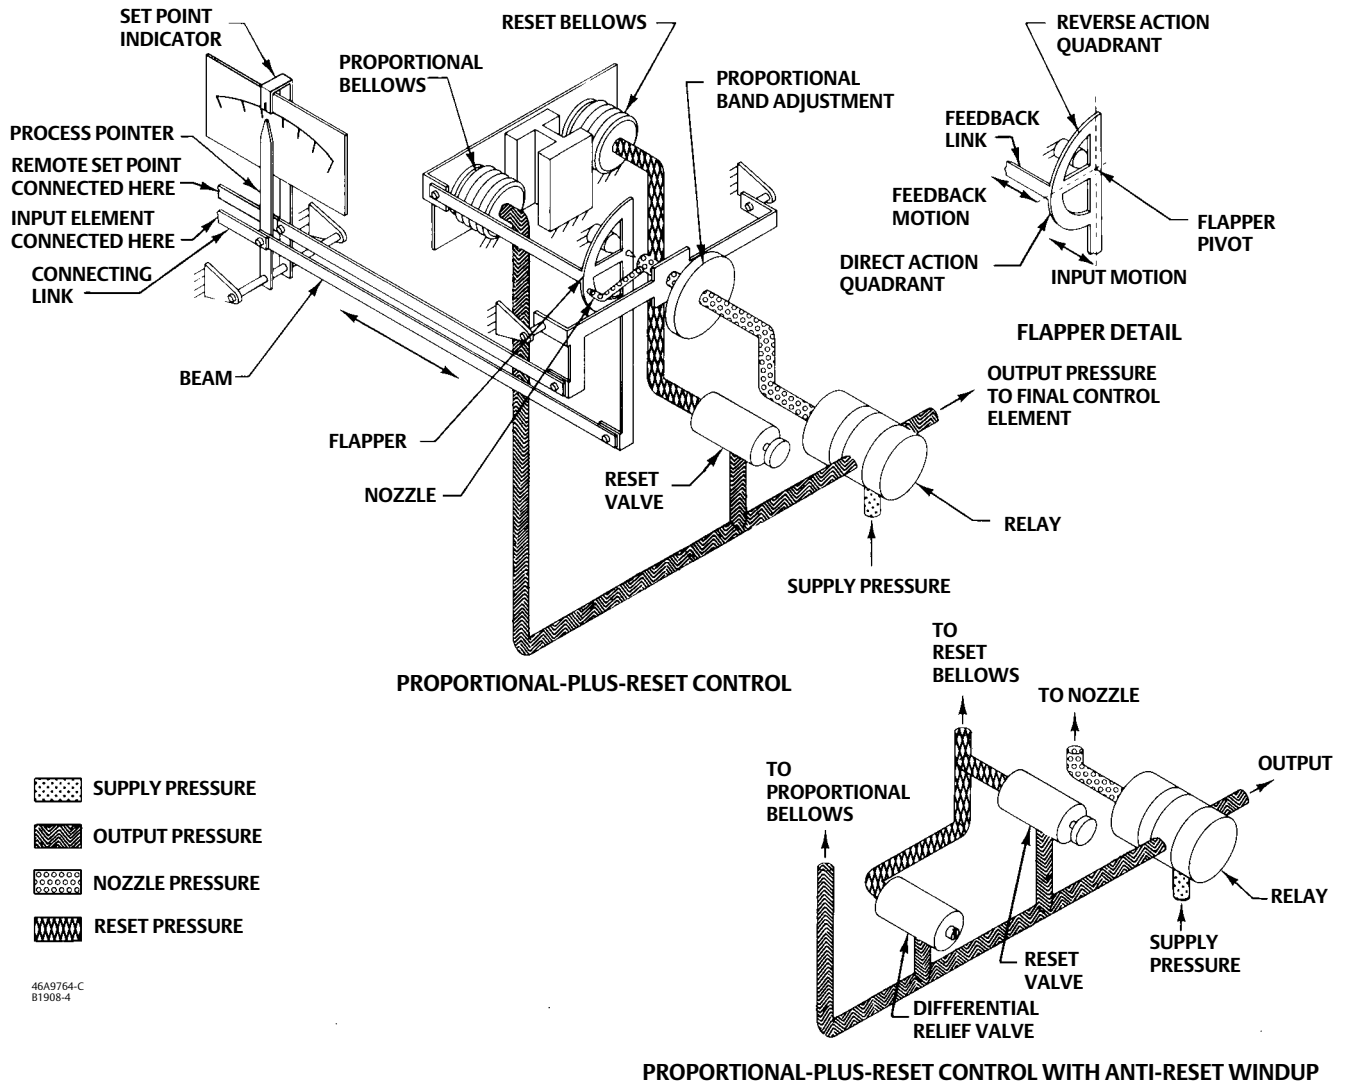 SET POINT
INDICATOR
RESET BELLOWS
PROPORTIONAL
BELLOWS
PROPORTIONAL
BAND ADJUSTMENT
PROCESS POINTER
REMOTE SET POINT
CONNECTED HERE
INPUT ELEMENT
CONNECTED HERE
CONNECTING
LINK
BEAM
FLAPPER
NOZZLE
RESET
VALVE
REVERSE ACTION
QUADRANT
FEEDBACK
LINK
FEEDBACK
MOTION
FLAPPER
PIVOT
DIRECT ACTION
QUADRANT
INPUT MOTION
FLAPPER DETAIL
OUTPUT PRESSURE
TO FINAL CONTROL
ELEMENT
RELAY
SUPPLY PRESSURE
PROPORTIONAL-PLUS-RESET CONTROL
TO
RESET
BELLOWS
TO NOZZLE
OUTPUT
TO
PROPORTIONAL
BELLOWS
RELAY
SUPPLY
PRESSURE
RESET
VALVE
DIFFERENTIAL
RELIEF VALVE
SUPPLY PRESSURE
OUTPUT PRESSURE
NOZZLE PRESSURE
RESET PRESSURE
46A9764-C
B1908-4
PROPORTIONAL-PLUS-RESET CONTROL WITH ANTI-RESET WINDUP